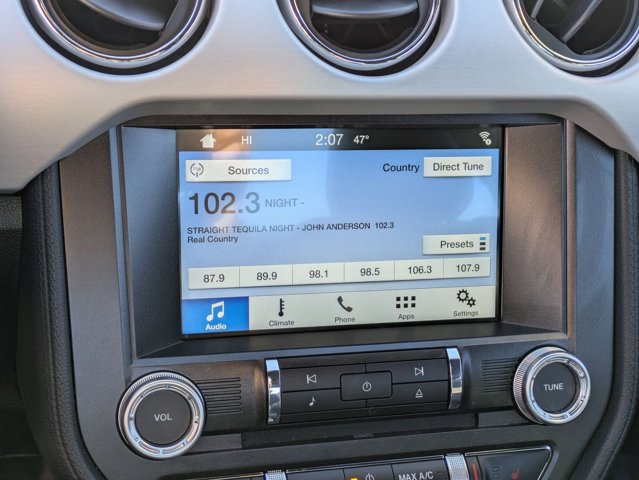 HI 2:07 47°
FM Sources Country Direct Tune
102.3 NIGHT -
STRAIGHT TEQUILA NIGHT - JOHN ANDERSON 102.3
Real Country
Presets
87.9 89.9 98.1 98.5 106.3 107.9
Audio Climate Phone Apps Settings
VOL TUNE
MAX A/C